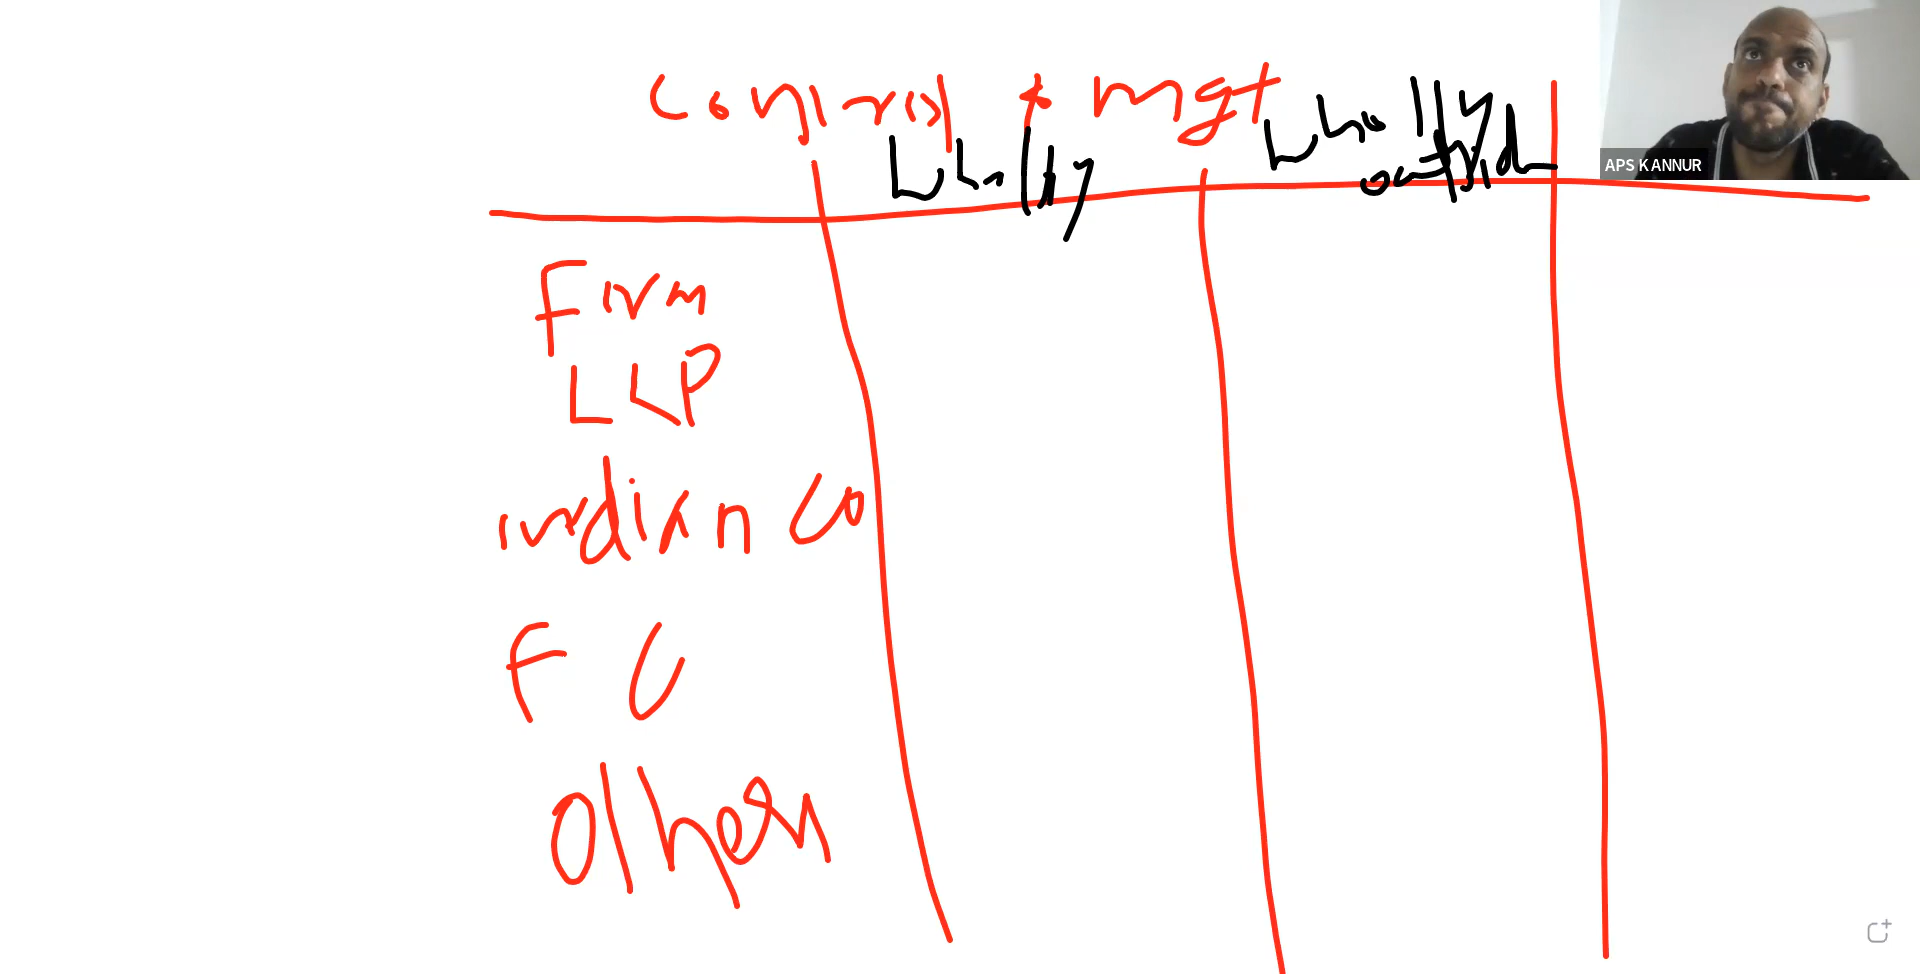 control & mgt
wholly
wholly
outside
APS KANNUR
Firm
LLP
indian co
F C
Others